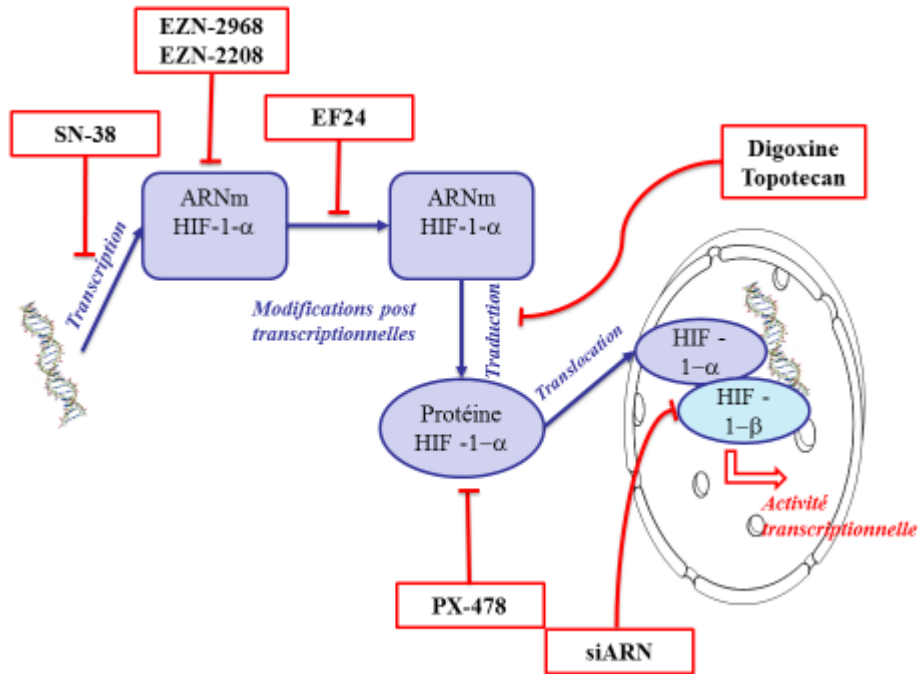 EZN-2968
EZN-2208
SN-38
EF24
Digoxine
Topotecan
ARNm
HIF-1-α
ARNm
HIF-1-α
Transcription
Modifications post
transcriptionnelles
Traduction
Translocation
HIF -
1-α
HIF -
1-β
Protéine
HIF -1-α
Activité
transcriptionnelle
PX-478
siARN